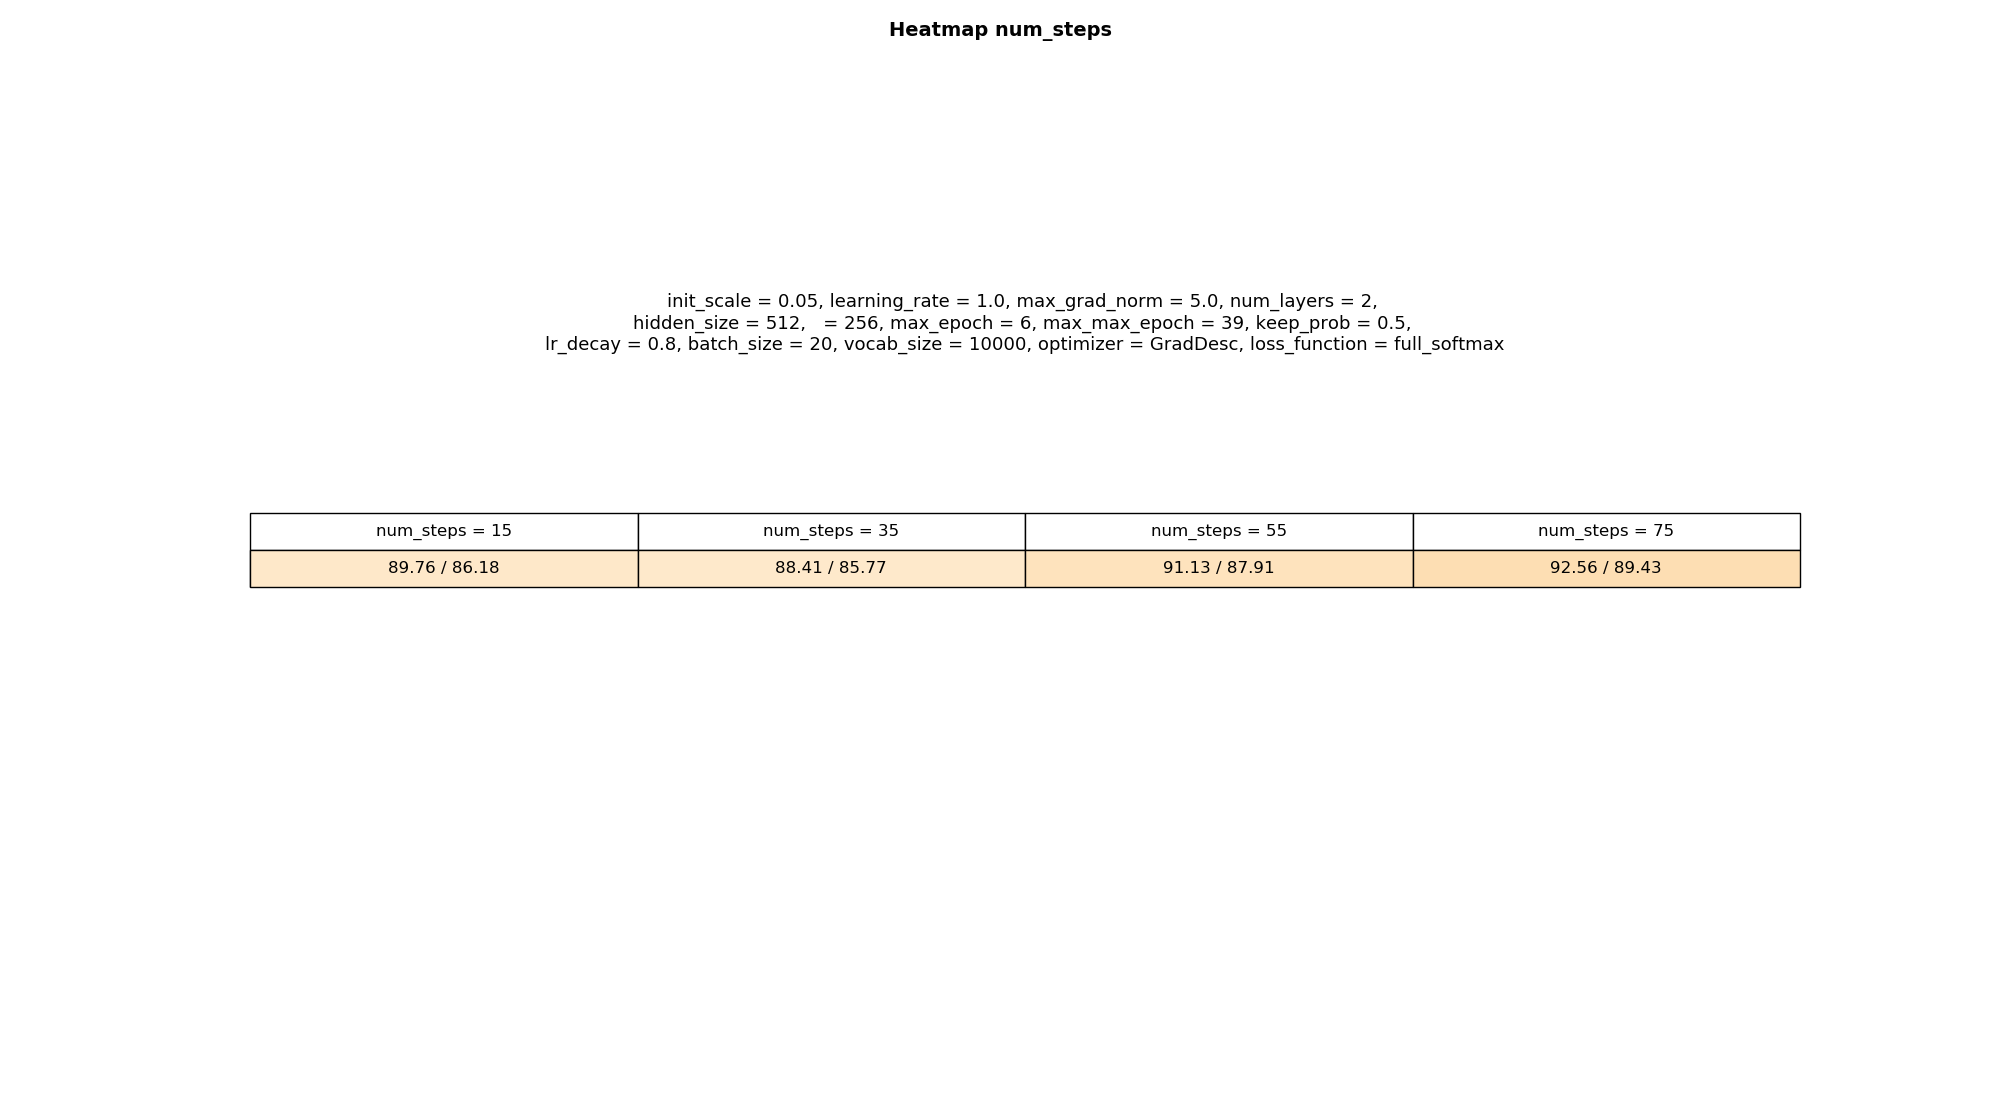 Heatmap num_steps
init_scale = 0.05, learning_rate = 1.0, max_grad_norm = 5.0, num_layers = 2,
hidden_size = 512,   = 256, max_epoch = 6, max_max_epoch = 39, keep_prob = 0.5,
lr_decay = 0.8, batch_size = 20, vocab_size = 10000, optimizer = GradDesc, loss_function = full_softmax
num_steps = 15 num_steps = 35 num_steps = 55 num_steps = 75
89.76 / 86.18 88.41 / 85.77 91.13 / 87.91 92.56 / 89.43